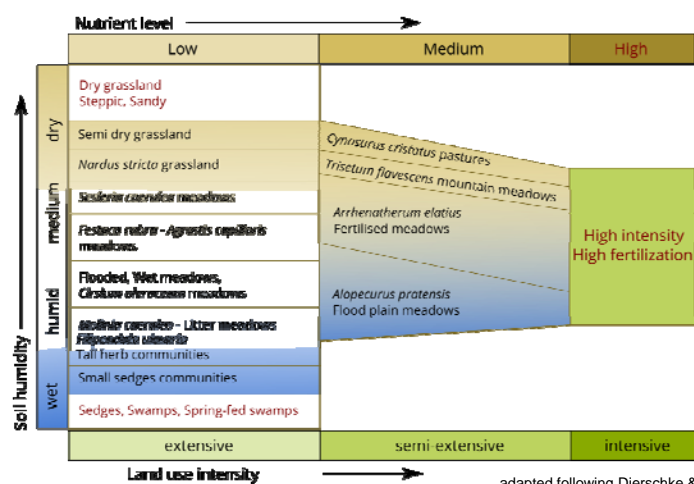 Nutrient level
Low
Medium
High
Soil humidity
dry
medium
humid
wet
Dry grassland
Steppic, Sandy
Semi dry grassland
Nardus stricta grassland
Sesleria caerulea meadows
Festuca rubra - Agrostis capillaris
meadows
Flooded, Wet meadows,
Cirsium oleraceum meadows
Molinia caerulea - Litter meadows
Filipendula ulmaria
Tall herb communities
Small sedges communities
Sedges, Swamps, Spring-fed swamps
Cynosurus cristatus pastures
Trisetum flavescens mountain meadows
Arrhenatherum elatius
Fertilised meadows
Alopecurus pratensis
Flood plain meadows
High intensity
High fertilization
extensive
semi-extensive
intensive
Land use intensity
adapted following Dierschke &